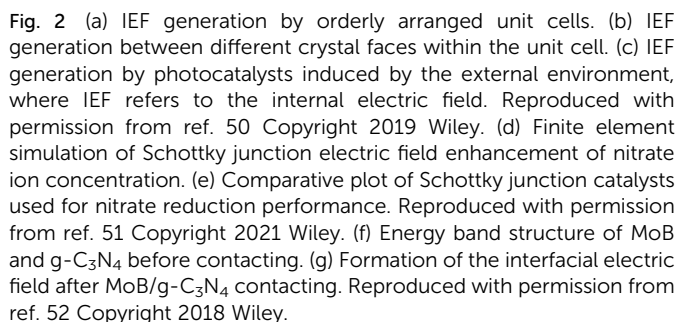 Fig. 2 (a) IEF generation by orderly arranged unit cells. (b) IEF
generation between different crystal faces within the unit cell. (c) IEF
generation by photocatalysts induced by the external environment,
where IEF refers to the internal electric field. Reproduced with
permission from ref. 50 Copyright 2019 Wiley. (d) Finite element
simulation of Schottky junction electric field enhancement of nitrate
ion concentration. (e) Comparative plot of Schottky junction catalysts
used for nitrate reduction performance. Reproduced with permission
from ref. 51 Copyright 2021 Wiley. (f) Energy band structure of MoB
and g-C₃N₄ before contacting. (g) Formation of the interfacial electric
field after MoB/g-C₃N₄ contacting. Reproduced with permission from
ref. 52 Copyright 2018 Wiley.